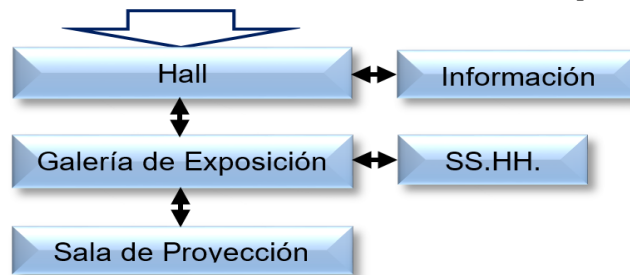 Hall
Información
Galería de Exposición
SS.HH.
Sala de Proyección